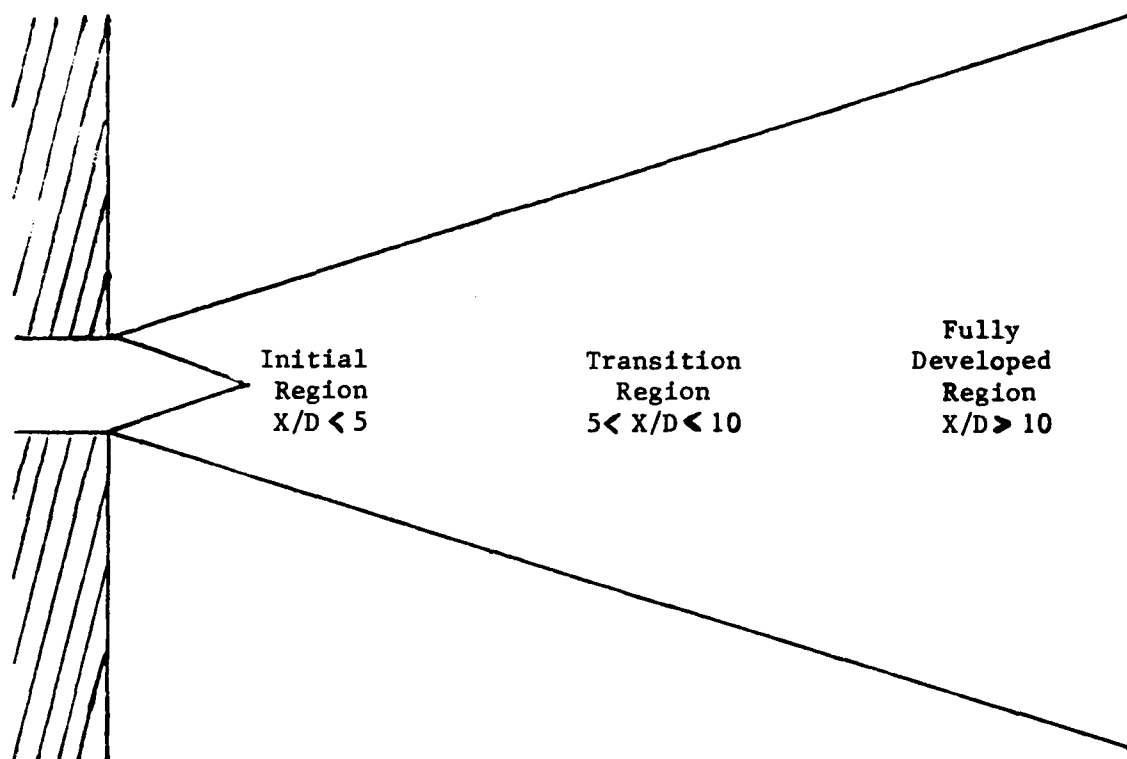 Initial
Region
X/D < 5
Transition
Region
5< X/D < 10
Fully
Developed
Region
X/D > 10